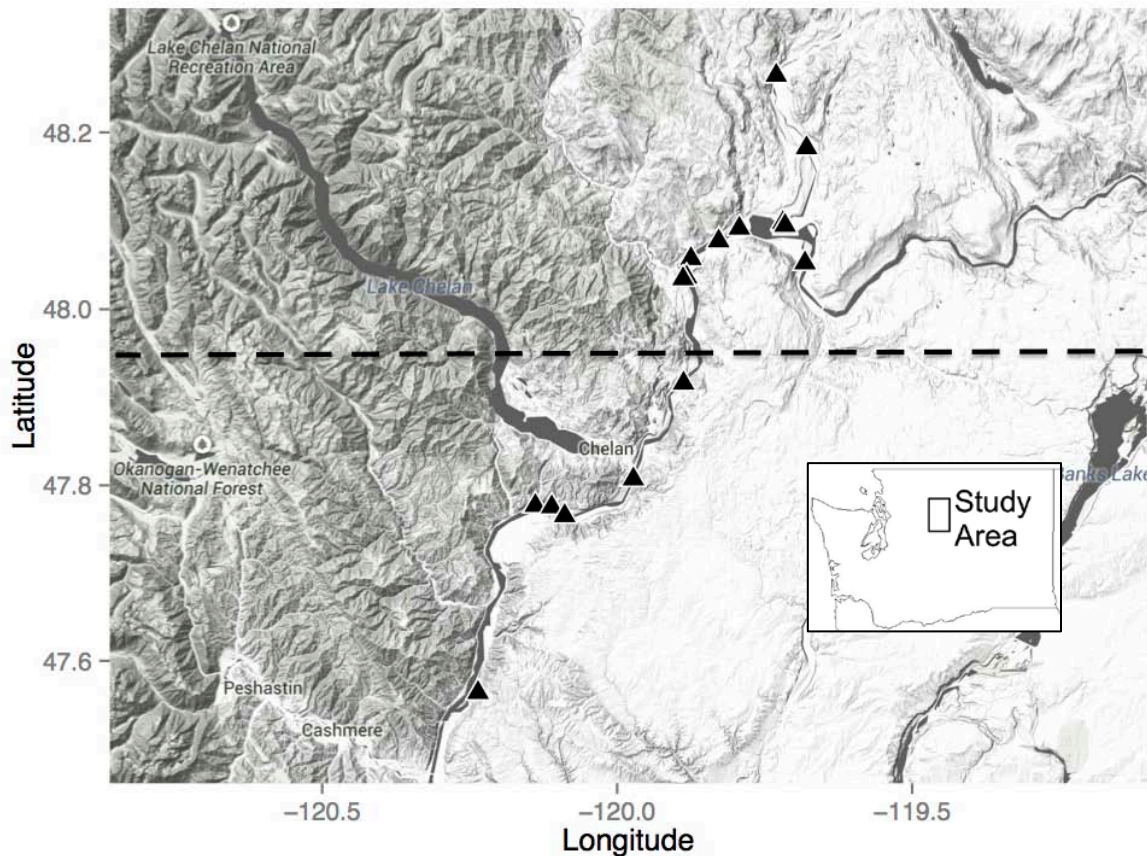 Lake Chelan National
Recreation Area
48.2
Lake Chelan
48.0
Latitude
Chelan
Okanogan-Wenatchee
National Forest
47.8
Banks Lake
Study
Area
47.6
Peshastin
Cashmere
−120.5
−120.0
−119.5
Longitude